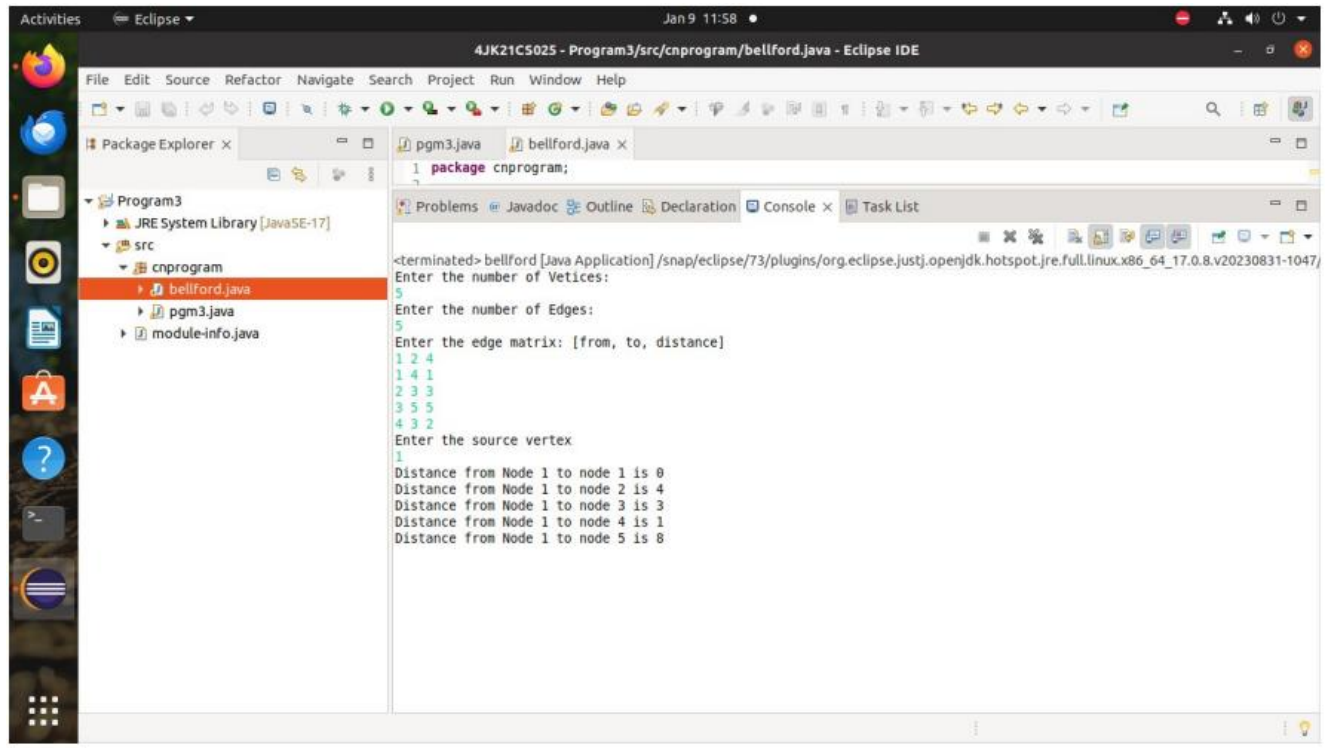 Activities Eclipse Jan 9 11:58
4JK21CS025 - Program3/src/cnprogram/bellford.java - Eclipse IDE
File Edit Source Refactor Navigate Search Project Run Window Help
Package Explorer
pgm3.java bellford.java
1 package cnprogram;
Problems Javadoc Outline Declaration Console Task List
Program3
JRE System Library [JavaSE-17]
src
cnprogram
bellford.java
pgm3.java
module-info.java
<terminated> bellford [Java Application] /snap/eclipse/73/plugins/org.eclipse.justj.openjdk.hotspot.jre.full.linux.x86_64_17.0.8.v20230831-1047/
Enter the number of Vetices:
5
Enter the number of Edges:
5
Enter the edge matrix: [from, to, distance]
1 2 4
1 4 1
2 3 3
3 5 5
4 3 2
Enter the source vertex
1
Distance from Node 1 to node 1 is 0
Distance from Node 1 to node 2 is 4
Distance from Node 1 to node 3 is 3
Distance from Node 1 to node 4 is 1
Distance from Node 1 to node 5 is 8